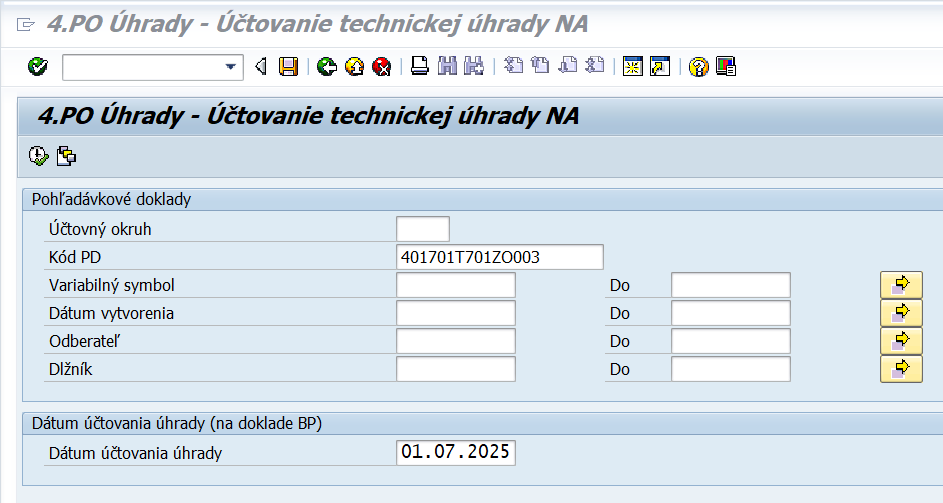 4.PO Úhrady - Účtovanie technickej úhrady NA
4.PO Úhrady - Účtovanie technickej úhrady NA
Pohľadávkové doklady
Účtovný okruh
Kód PD 401701T701ZO003
Variabilný symbol Do
Dátum vytvorenia Do
Odberateľ Do
Dlžník Do
Dátum účtovania úhrady (na doklade BP)
Dátum účtovania úhrady 01.07.2025